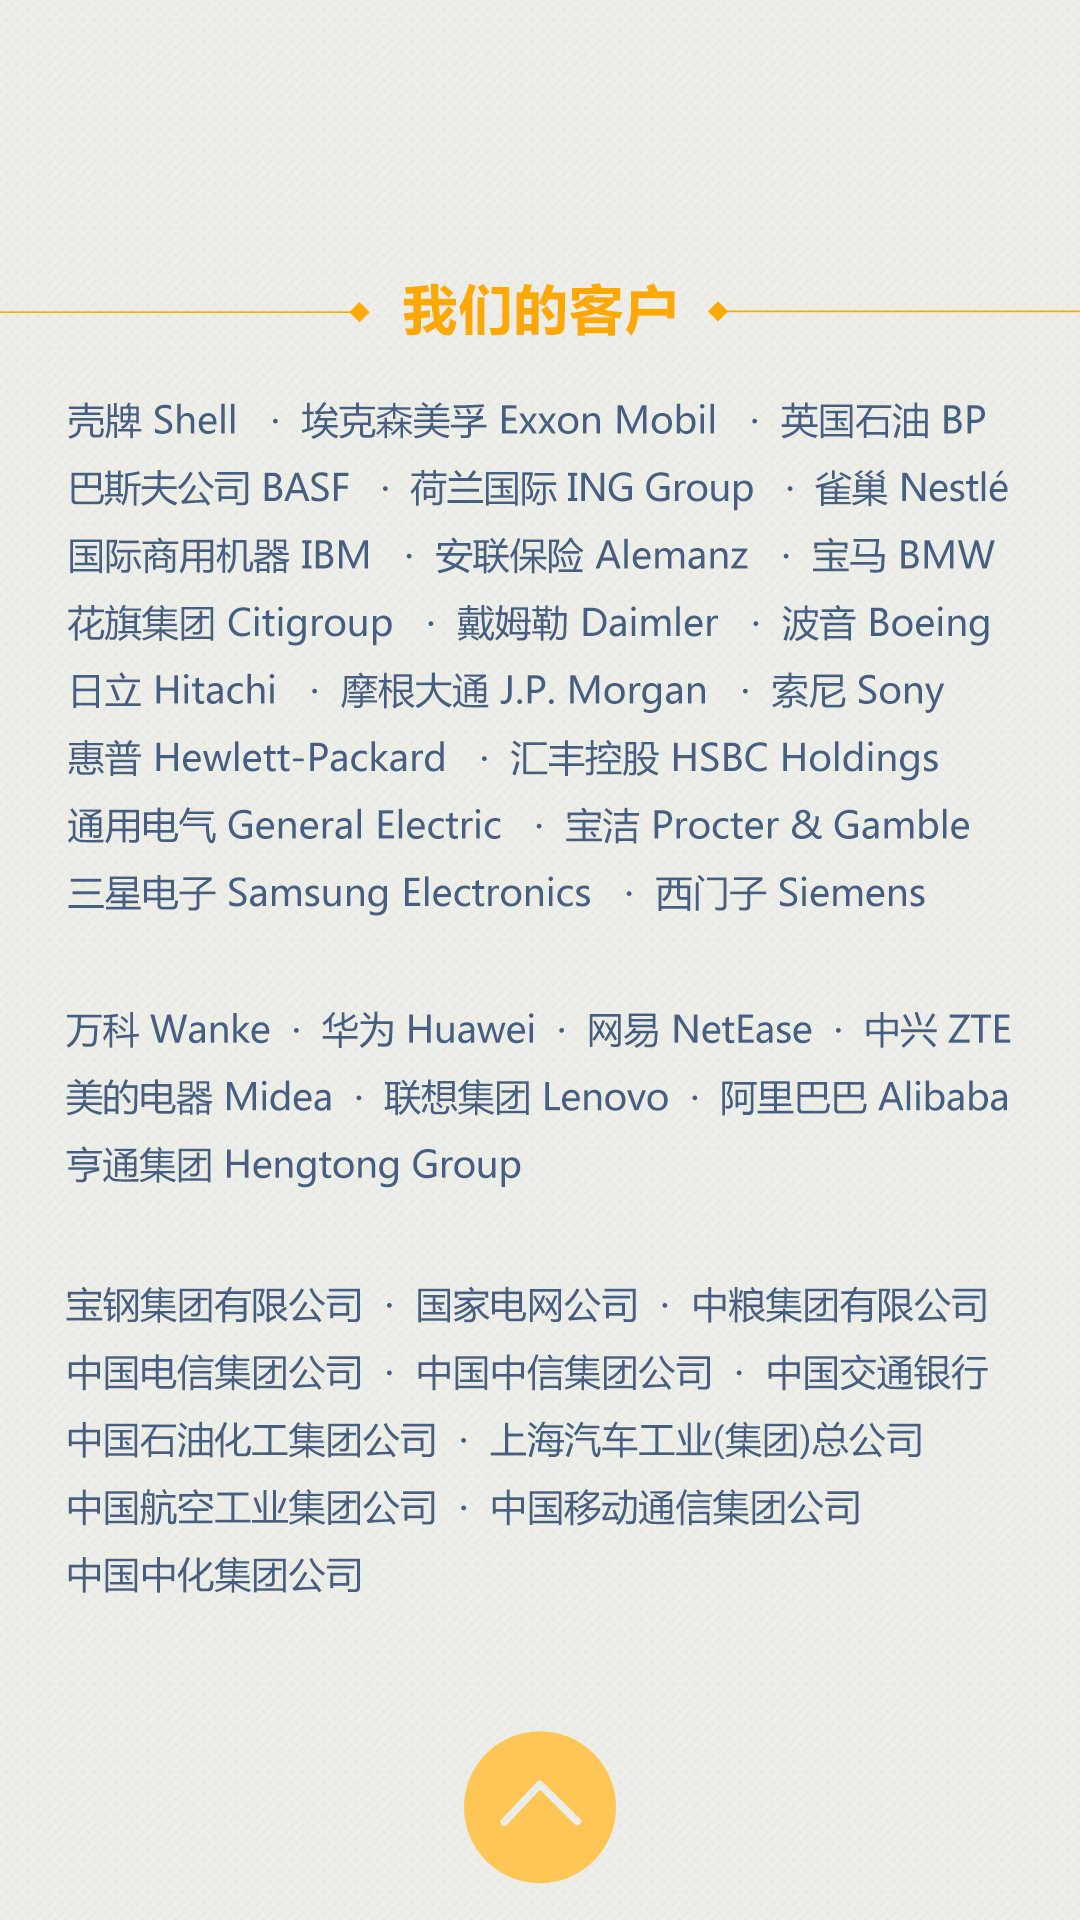 我们的客户
壳牌 Shell · 埃克森美孚 Exxon Mobil · 英国石油 BP
巴斯夫公司 BASF · 荷兰国际 ING Group · 雀巢 Nestlé
国际商用机器 IBM · 安联保险 Alemanz · 宝马 BMW
花旗集团 Citigroup · 戴姆勒 Daimler · 波音 Boeing
日立 Hitachi · 摩根大通 J.P. Morgan · 索尼 Sony
惠普 Hewlett-Packard · 汇丰控股 HSBC Holdings
通用电气 General Electric · 宝洁 Procter & Gamble
三星电子 Samsung Electronics · 西门子 Siemens
万科 Wanke · 华为 Huawei · 网易 NetEase · 中兴 ZTE
美的电器 Midea · 联想集团 Lenovo · 阿里巴巴 Alibaba
亨通集团 Hengtong Group
宝钢集团有限公司 · 国家电网公司 · 中粮集团有限公司
中国电信集团公司 · 中国中信集团公司 · 中国交通银行
中国石油化工集团公司 · 上海汽车工业(集团)总公司
中国航空工业集团公司 · 中国移动通信集团公司
中国中化集团公司